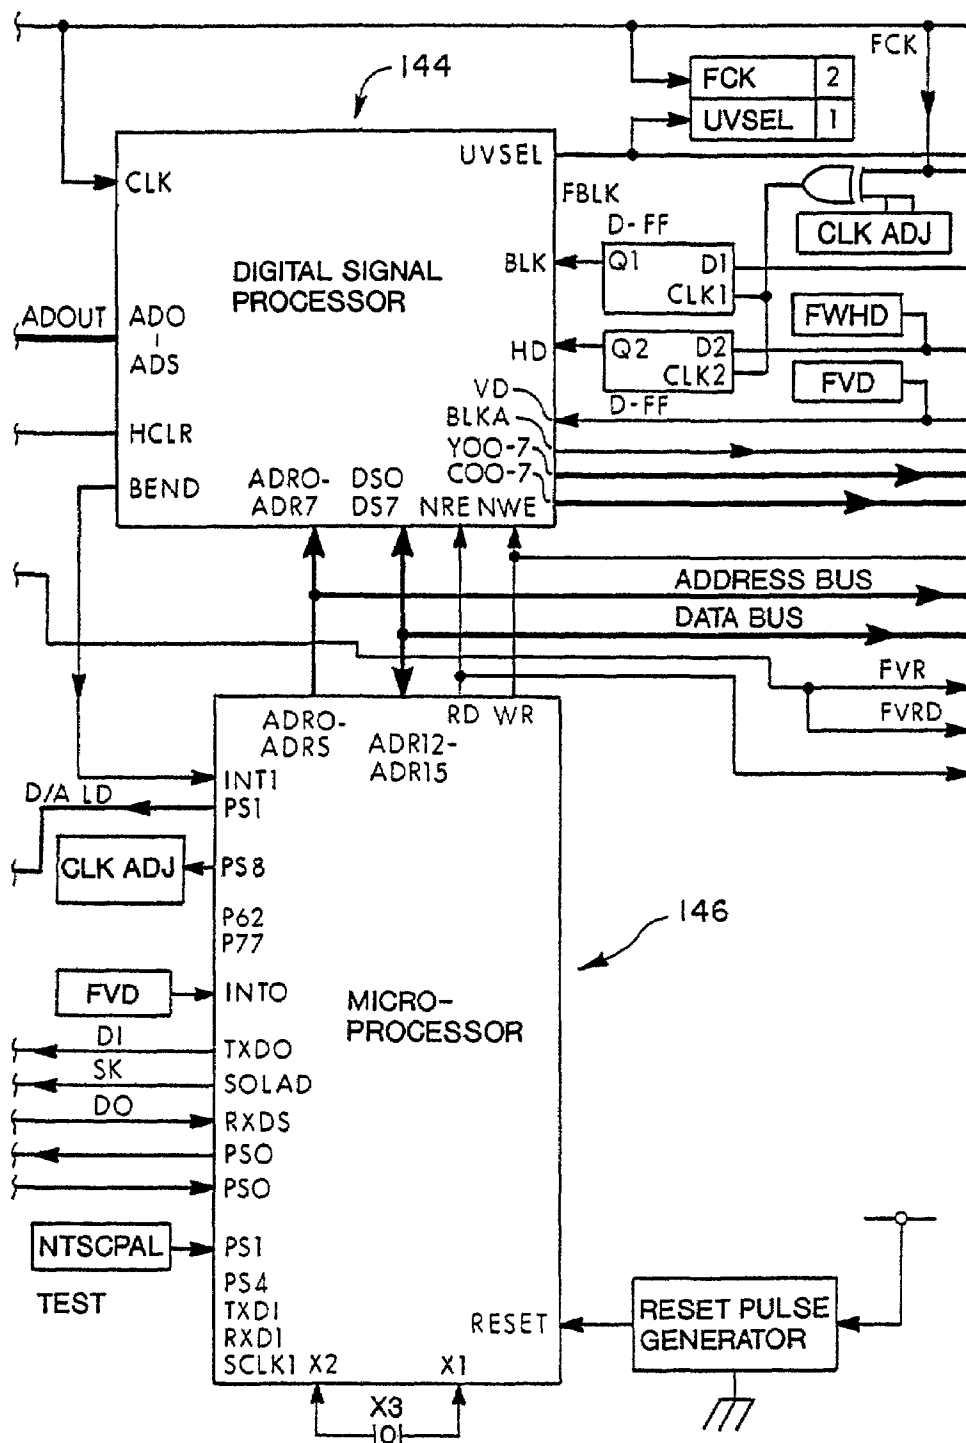 FCK
144
FCK 2
UVSEL 1
UVSEL
CLK
FBLK
CLK ADJ
D-FF
DIGITAL SIGNAL
PROCESSOR
BLK
Q1 D1
CLK1
ADOUT
ADO
ADS
FWHD
HD
Q2 D2
CLK2
FVD
VD
D-FF
BLKA
HCLR
YOO-7
COO-7
BEND
ADRO-
ADR7
DSO
DS7
NRE NWE
ADDRESS BUS
DATA BUS
FVR
FVRD
ADRO-
ADR5
ADR12-
ADR15
RD WR
INT1
D/A LD
PS1
CLK ADJ
PS8
P62
P77
146
FVD
INTO
MICRO-
PROCESSOR
DI
TXDO
SK
SOLAD
DO
RXDS
PSO
PSO
NTSCPAL
PS1
TEST
PS4
TXD1
RXD1
SCLK1 X2 X1
RESET
RESET PULSE
GENERATOR
X3